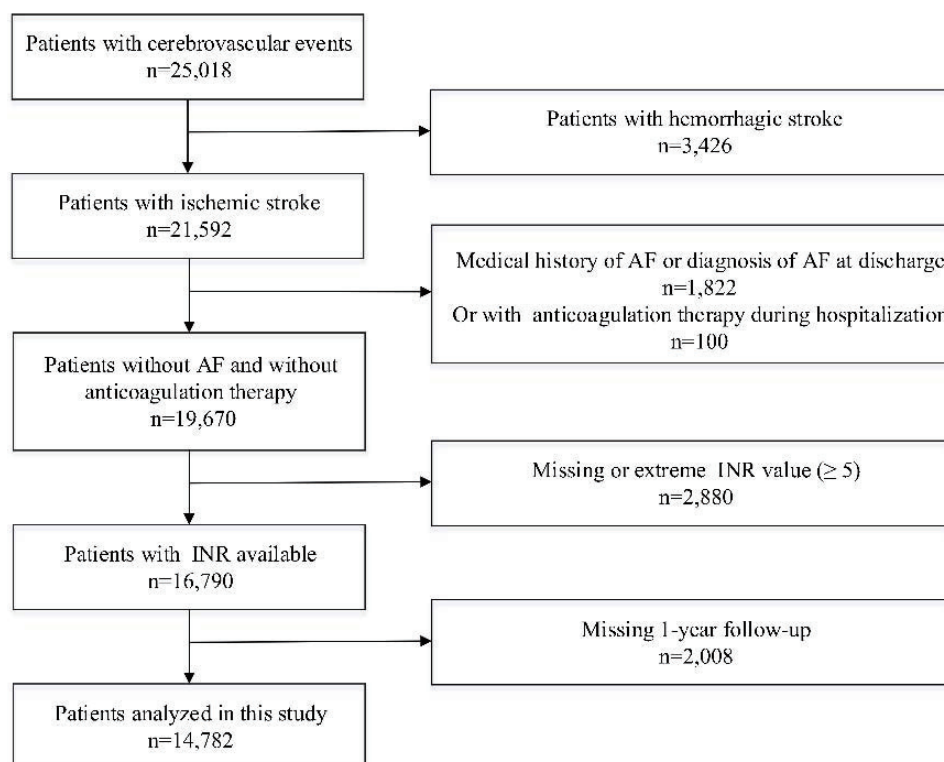 Patients with cerebrovascular events
n=25,018
Patients with hemorrhagic stroke
n=3,426
Patients with ischemic stroke
n=21,592
Medical history of AF or diagnosis of AF at discharge
n=1,822
Or with anticoagulation therapy during hospitalization
n=100
Patients without AF and without
anticoagulation therapy
n=19,670
Missing or extreme INR value (≥ 5)
n=2,880
Patients with INR available
n=16,790
Missing 1-year follow-up
n=2,008
Patients analyzed in this study
n=14,782